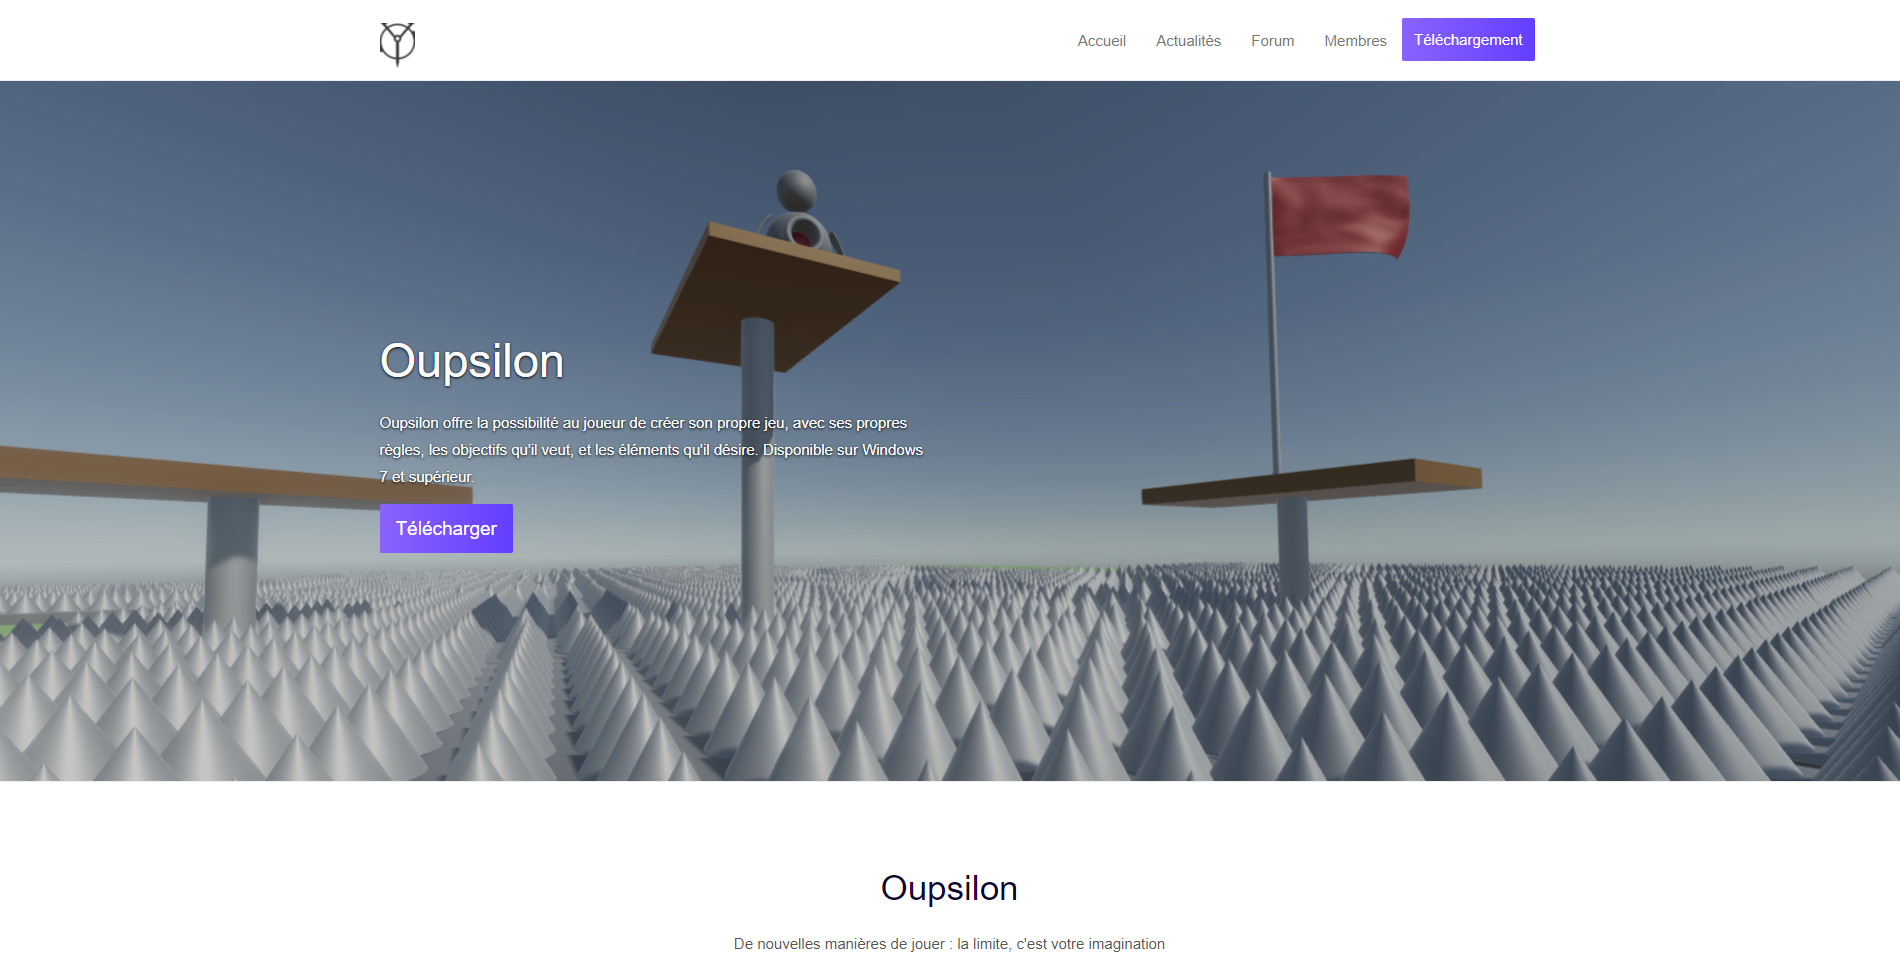 Accueil
Actualités
Forum
Membres
Téléchargement
Oupsilon
Oupsilon offre la possibilité au joueur de créer son propre jeu, avec ses propres
règles, les objectifs qu'il veut, et les éléments qu'il désire. Disponible sur Windows
7 et supérieur.
Télécharger
Oupsilon
De nouvelles manières de jouer : la limite, c'est votre imagination